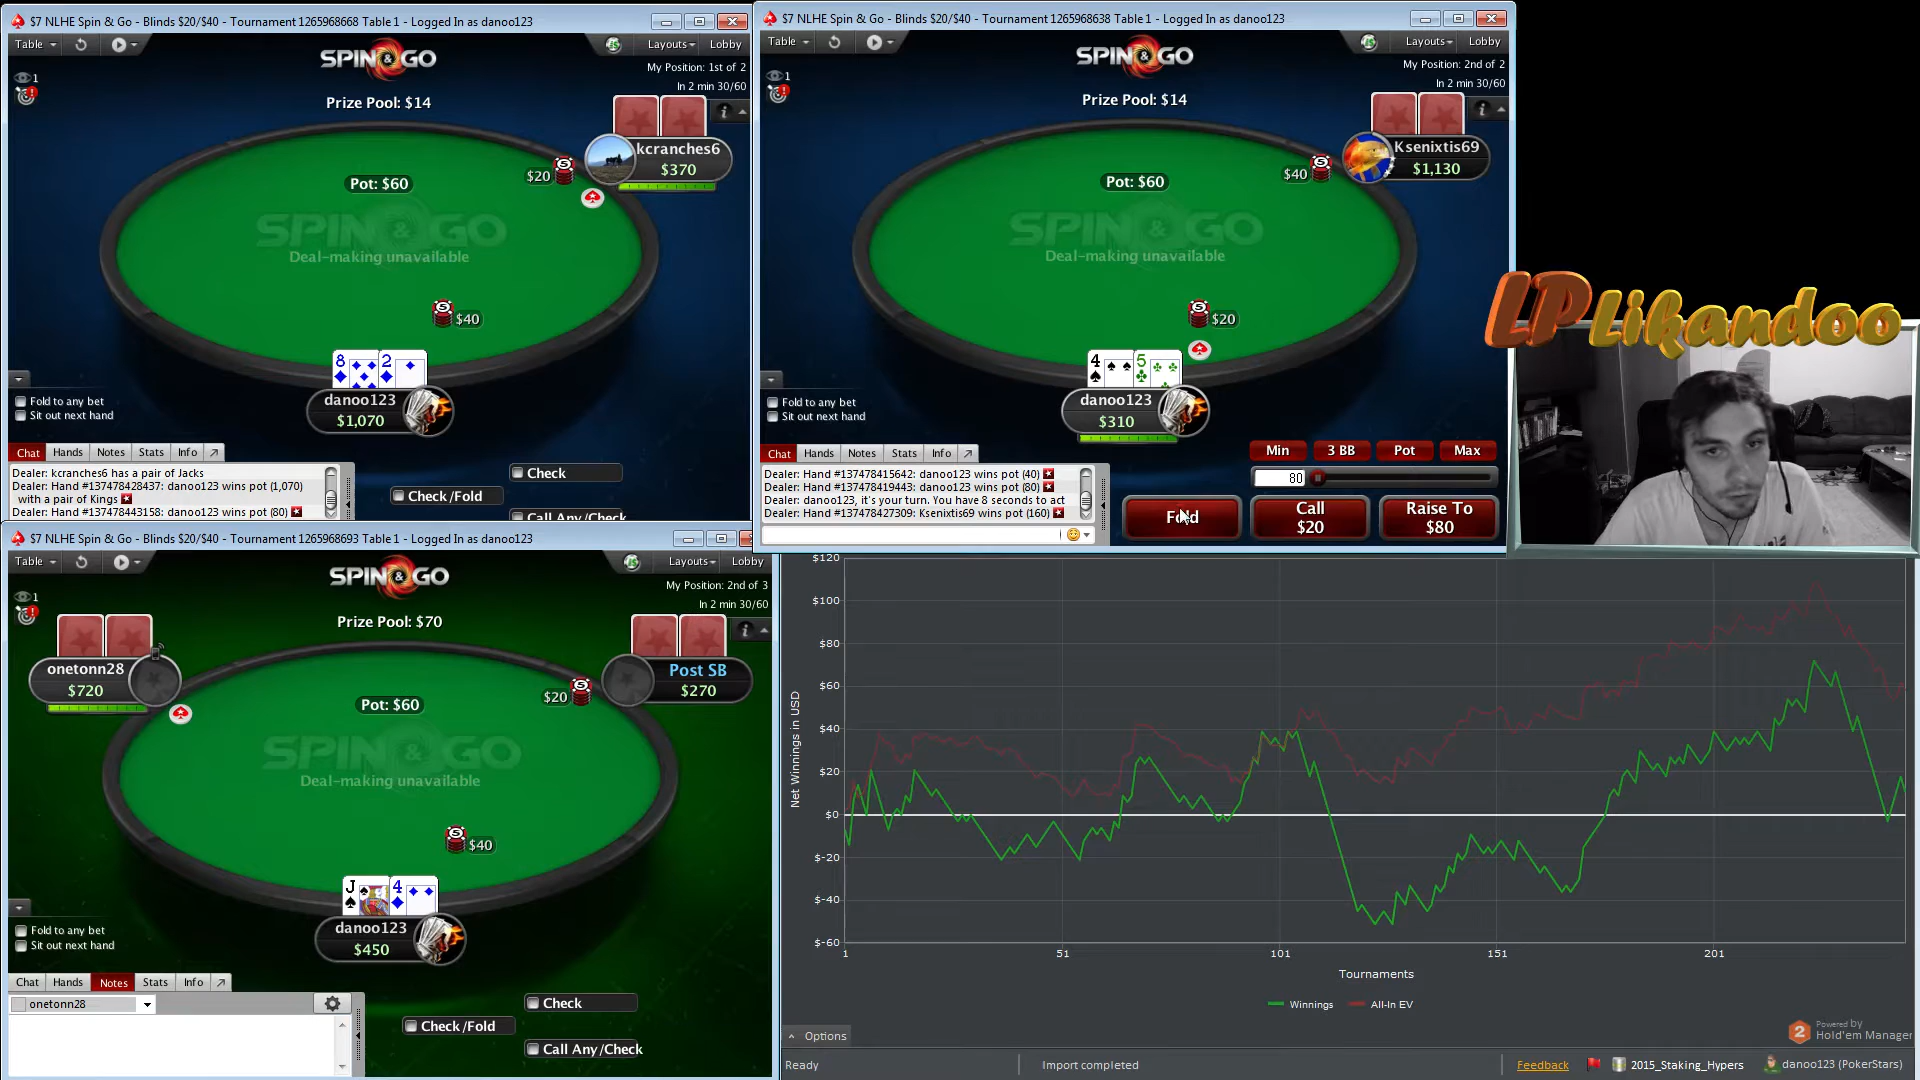 $7 NLHE Spin & Go - Blinds $20/$40 - Tournament 1265968668 Table 1 - Logged In as danoo123
Table
Layouts
Lobby
SPIN&GO
My Position: 1st of 2
In 2 min 30/60
1
Prize Pool: $14
kcranches6
$370
$20
Pot: $60
SPIN&GO
Deal-making unavailable
$40
8 2
danoo123
$1,070
Fold to any bet
Sit out next hand
Chat Hands Notes Stats Info
Dealer: kcranches6 has a pair of Jacks
Dealer: Hand #137478428437: danoo123 wins pot (1,070)
with a pair of Kings
Dealer: Hand #137478443158: danoo123 wins pot (80)
Check
Check/Fold
Call Any/Check
$7 NLHE Spin & Go - Blinds $20/$40 - Tournament 1265968638 Table 1 - Logged In as danoo123
Table
Layouts
Lobby
SPIN&GO
My Position: 2nd of 2
In 2 min 30/60
1
Prize Pool: $14
Ksenixtis69
$1,130
$40
Pot: $60
SPIN&GO
Deal-making unavailable
$20
4 5
danoo123
$310
Fold to any bet
Sit out next hand
Chat Hands Notes Stats Info
Dealer: Hand #137478415642: danoo123 wins pot (40)
Dealer: Hand #137478419443: danoo123 wins pot (80)
Dealer: danoo123, it's your turn. You have 8 seconds to act
Dealer: Hand #137478427309: Ksenixtis69 wins pot (160)
Min
3 BB
Pot
Max
80
Fold
Call
$20
Raise To
$80
LPLikandoo
$7 NLHE Spin & Go - Blinds $20/$40 - Tournament 1265968693 Table 1 - Logged In as danoo123
Table
Layouts
Lobby
SPIN&GO
My Position: 2nd of 3
In 2 min 30/60
1
Prize Pool: $70
onetonn28
$720
Post SB
$270
$20
Pot: $60
SPIN&GO
Deal-making unavailable
$40
J 4
danoo123
$450
Fold to any bet
Sit out next hand
Chat Hands Notes Stats Info
onetonn28
Check
Check/Fold
Call Any/Check
$120
$100
$80
$60
$40
$20
$0
$-20
$-40
$-60
Net Winnings in USD
1 51 101 151 201
Tournaments
Winnings All-In EV
Options
2
Powered by
Hold'em Manager
Ready
Import completed
Feedback
2015_Staking_Hypers
danoo123 (PokerStars)